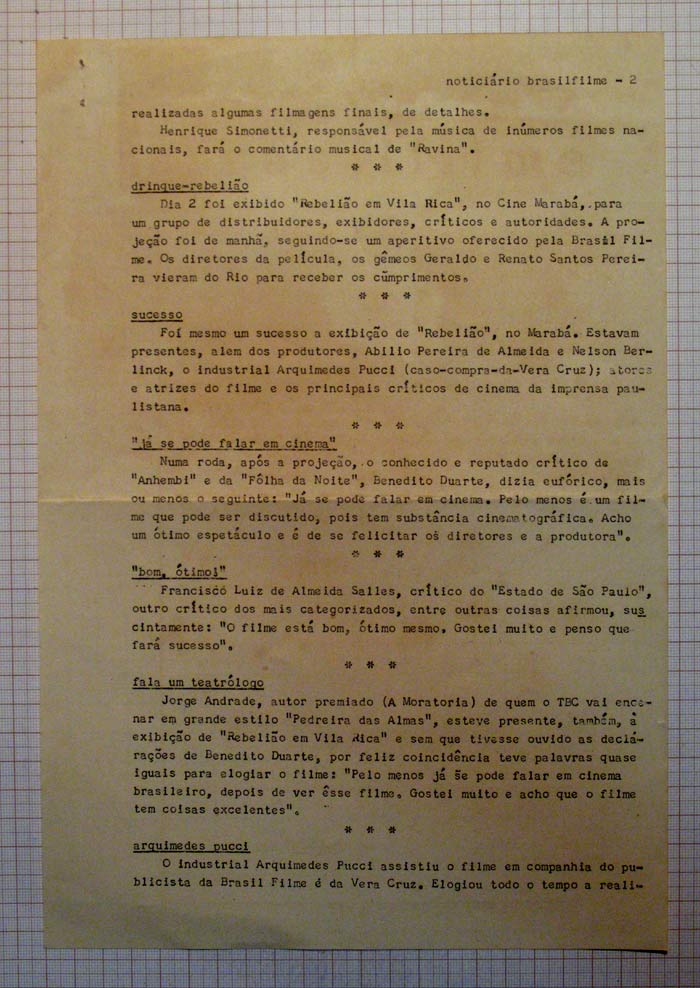 noticiário brasilfilme - 2
realizadas algumas filmagens finais, de detalhes.
Henrique Simonetti, responsável pela música de inúmeros filmes na-
cionais, fará o comentário musical de "Ravina".
* * *
drinque-rebelião
Dia 2 foi exibido "Rebelião em Vila Rica", no Cine Marabá, para
um grupo de distribuidores, exibidores, críticos e autoridades. A pro-
jeção foi de manhã, seguindo-se um aperitivo oferecido pela Brasil Fil-
me. Os diretores da película, os gêmeos Geraldo e Renato Santos Perei-
ra vieram do Rio para receber os cumprimentos.
* * *
sucesso
Foi mesmo um sucesso a exibição de "Rebelião", no Marabá. Estavam
presentes, alem dos produtores, Abilio Pereira de Almeida e Nelson Ber-
linck, o industrial Arquimedes Pucci (caso-compra-da-Vera Cruz); atores
e atrizes do filme e os principais críticos de cinema da imprensa pau-
listana.
* * *
"já se pode falar em cinema"
Numa roda, após a projeção, o conhecido e reputado crítico de
"Anhembi" e da "Fôlha da Noite", Benedito Duarte, dizia eufórico, mais
ou menos o seguinte: "Já se pode falar em cinema. Pelo menos é um fil-
me que pode ser discutido, pois tem substância cinematográfica. Acho
um ótimo espetáculo e é de se felicitar os diretores e a produtora".
* * *
"bom, ótimo!"
Francisco Luiz de Almeida Salles, crítico do "Estado de São Paulo",
outro crítico dos mais categorizados, entre outras coisas afirmou, sus
cintamente: "O filme está bom, ótimo mesmo. Gostei muito e penso que
fará sucesso".
* * *
fala um teatrólogo
Jorge Andrade, autor premiado (A Moratoria) de quem o TBC vai ence-
nar em grande estilo "Pedreira das Almas", esteve presente, também, à
exibição de "Rebelião em Vila Rica" e sem que tivesse ouvido as decla-
rações de Benedito Duarte, por feliz coincidência teve palavras quase
iguais para elogiar o filme: "Pelo menos já se pode falar em cinema
brasileiro, depois de ver êsse filme. Gostei muito e acho que o filme
tem coisas excelentes".
* * *
arquimedes pucci
O industrial Arquimedes Pucci assistiu o filme em companhia do pu-
blicista da Brasil Filme é da Vera Cruz. Elogiou todo o tempo a reali-